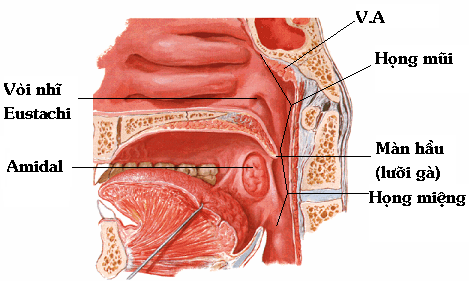 V.A
Họng mũi
Vòi nhĩ
Eustachi
Amidal
Màn hầu
(lưỡi gà)
Họng miệng